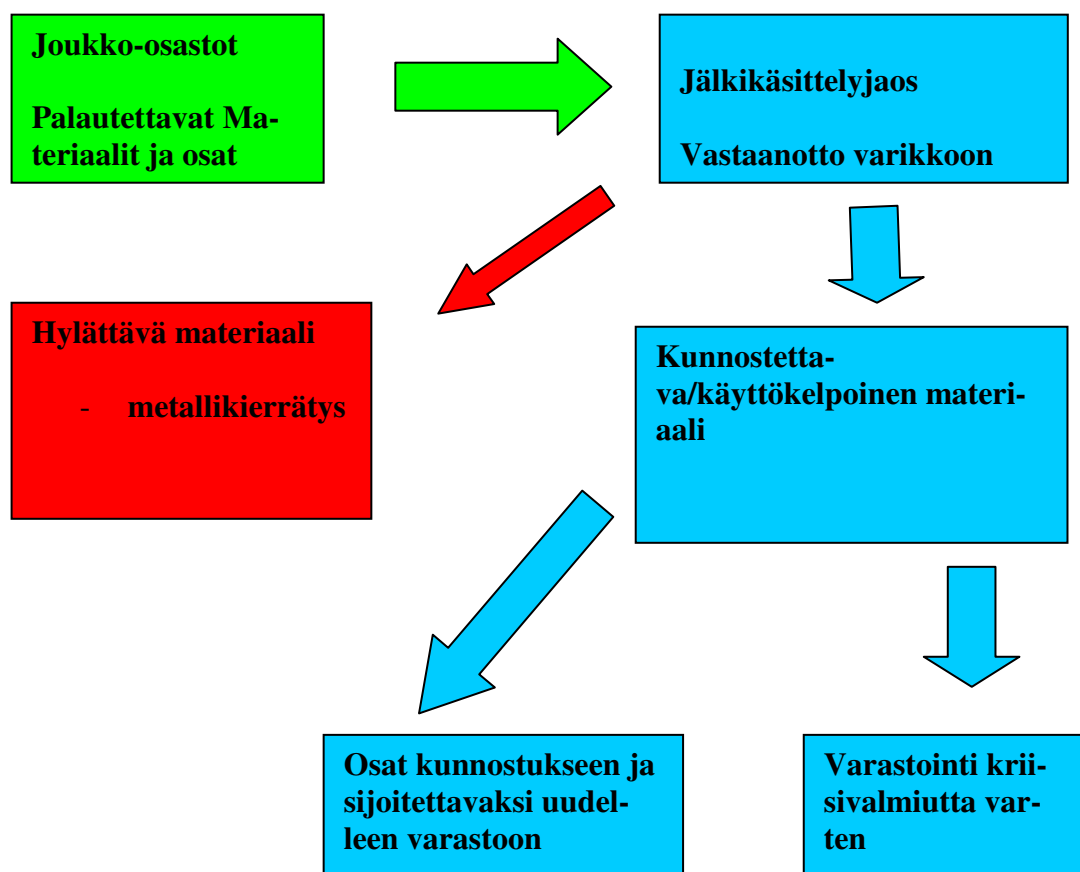 Joukko-osastot
Palautettavat Ma-
teriaalit ja osat
Jälkikäsittelyjaos
Vastaanotto varikkoon
Hylättävä materiaali
- metallikierrätys
Kunnostetta-
va/käyttökelpoinen materi-
aali
Osat kunnostukseen ja
sijoitettavaksi uudel-
leen varastoon
Varastointi krii-
sivalmiutta var-
ten